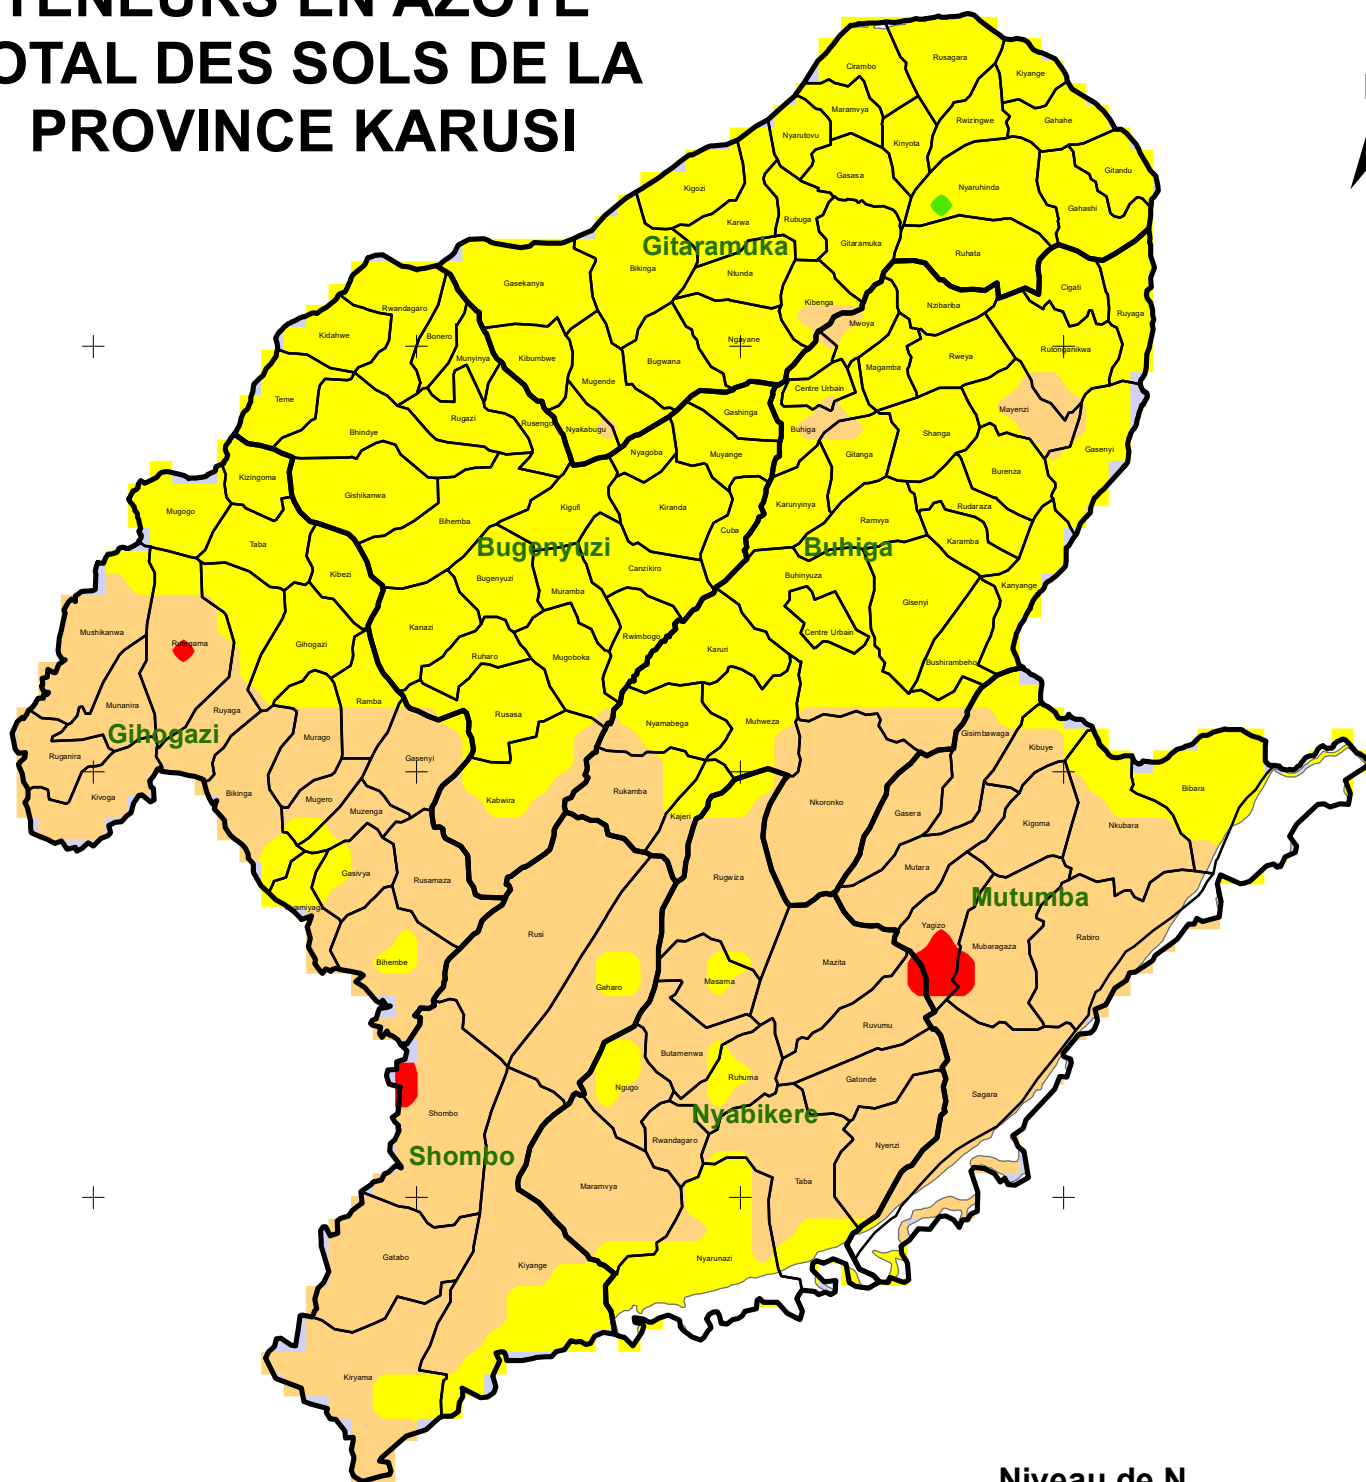 TENEURS EN AZOTE
OTAL DES SOLS DE LA
PROVINCE KARUSI
Cirambo
Rusagara
Kiyange
Maramvya
Nyarutovu
Kinyota
Rwizingwe
Gahahe
Gasasa
Gitandu
Kigozi
Nyaruhinda
Karwa
Rubuga
Gahashi
Gitaramuka
Gitaramuka
Ruhata
Bikinga
Ntunda
Gasekanya
Cigati
Kibenga
Nzibariba
Ruyaga
Rwandagaro
Mwoya
Kidahwe
Bonero
Ngayane
Rutonganikwa
Munyinya
Kibumbwe
Bugwana
Rweya
Magamba
Mugende
Centre Urbain
Teme
Mayenzi
Gashinga
Rugazi
Rusengo
Nyakabugu
Buhiga
Bhindye
Shanga
Gasenyi
Nyagoba
Muyange
Gitanga
Kizingoma
Burenza
Gishikanwa
Kigufi
Kiranda
Karunyinya
Rudaraza
Mugogo
Bihemba
Ramvya
Cuba
Taba
Karamba
Bugenyuzi
Buhiga
Kibezi
Bugenyuzi
Canzikiro
Buhinyuza
Kanyange
Muramba
Gisenyi
Kanazi
Mushikanwa
Rwimbogo
Centre Urbain
Rutegama
Gihogazi
Karuri
Ruharo
Mugoboka
Bushirambeho
Munanira
Ramba
Ruyaga
Rusasa
Nyamabega
Muhweza
Gihogazi
Murago
Gisimbawaga
Kibuye
Ruganira
Gasenyi
Kivoga
Bikinga
Mugero
Kabwira
Rukamba
Nkoronko
Bibara
Muzenga
Kajeri
Gasera
Kigoma
Nkubara
Gasivya
Rusamaza
Rugwiza
Mutara
Mutumba
Yagizo
Rusi
Mubaragaza
Rabiro
Bihembe
Mazita
Gaharo
Masama
Ruvumu
Butamenwa
Ngugo
Ruhuma
Gatonde
Sagara
Shombo
Nyabikere
Rwandagaro
Nyenzi
Shombo
Maramvya
Taba
Gatabo
Kiyange
Nyarunazi
Kiryama
Niveau de N